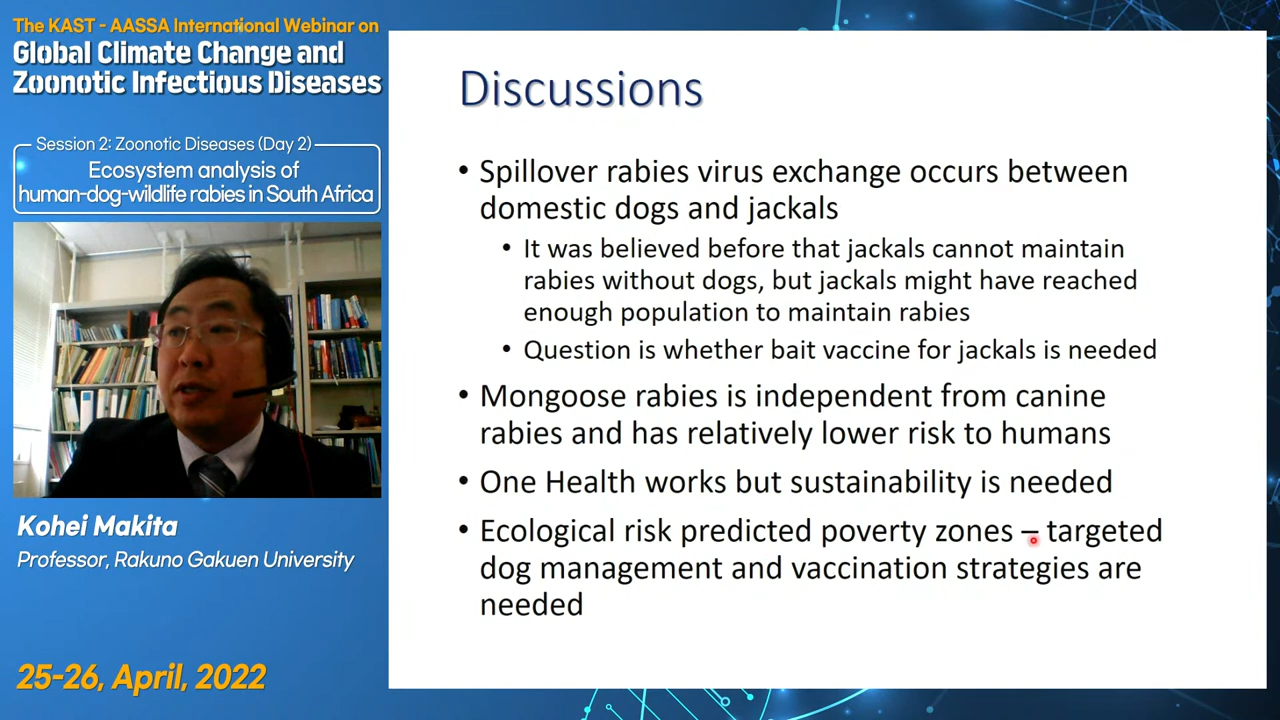 The KAST - AASSA International Webinar on
Global Climate Change and
Zoonotic Infectious Diseases
Session 2: Zoonotic Diseases (Day 2)
Ecosystem analysis of
human-dog-wildlife rabies in South Africa
Kohei Makita
Professor, Rakuno Gakuen University
25-26, April, 2022
Discussions
• Spillover rabies virus exchange occurs between
domestic dogs and jackals
• It was believed before that jackals cannot maintain
rabies without dogs, but jackals might have reached
enough population to maintain rabies
• Question is whether bait vaccine for jackals is needed
• Mongoose rabies is independent from canine
rabies and has relatively lower risk to humans
• One Health works but sustainability is needed
• Ecological risk predicted poverty zones – targeted
dog management and vaccination strategies are
needed